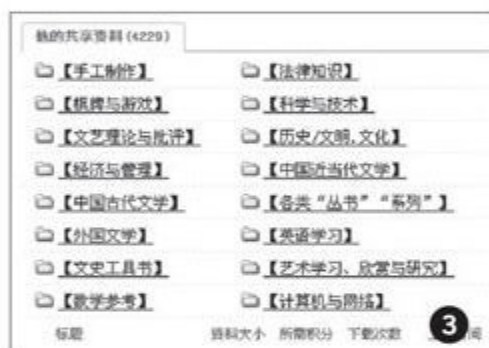 我的共享资料(4229)
【手工制作】 【法律知识】
【棋牌与游戏】 【科学与技术】
【文艺理论与批评】 【历史/文明,文化】
【经济与管理】 【中国近当代文学】
【中国古代文学】 【各类“丛书”“系列”】
【外国文学】 【英语学习】
【文史工具书】 【艺术学习、欣赏与研究】
【教学参考】 【计算机与网络】
标题 资料大小 所需积分 下载次数 3